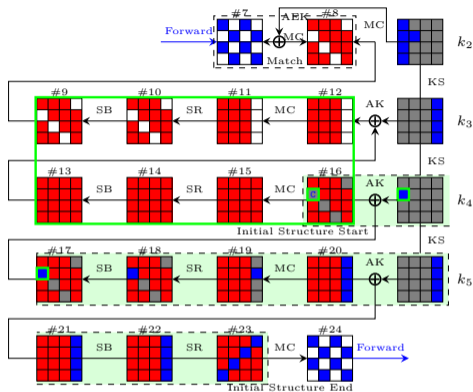 #7 AEK #8 MC
Forward MC k2
Match
KS
#9 #10 #11 #12
SB SR MC AK k3
KS
#13 #14 #15 #16
SB SR MC C AK k4
Initial Structure Start
KS
#17 #18 #19 #20
SB SR MC k5
#21 #22 #23 #24
SB SR MC Forward
Initial Structure End